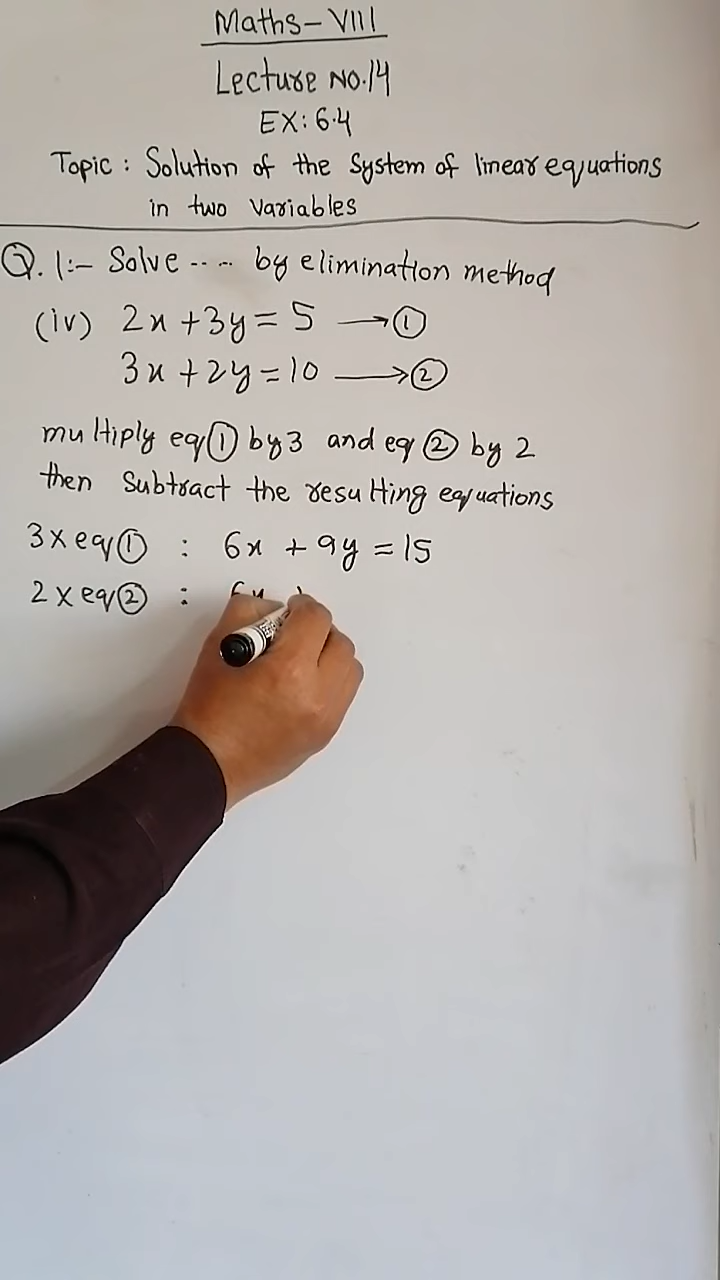 Maths-VIII
Lecture No.14
EX: 6.4
Topic: Solution of the System of linear equations
in two Variables
Q.1:- Solve ---- by elimination method
(iv) 2x + 3y = 5 → ①
3x + 2y = 10 → ②
multiply eq ① by 3 and eq ② by 2
then Subtract the resulting equations
3 x eq ① : 6x + 9y = 15
2 x eq ② : 6x